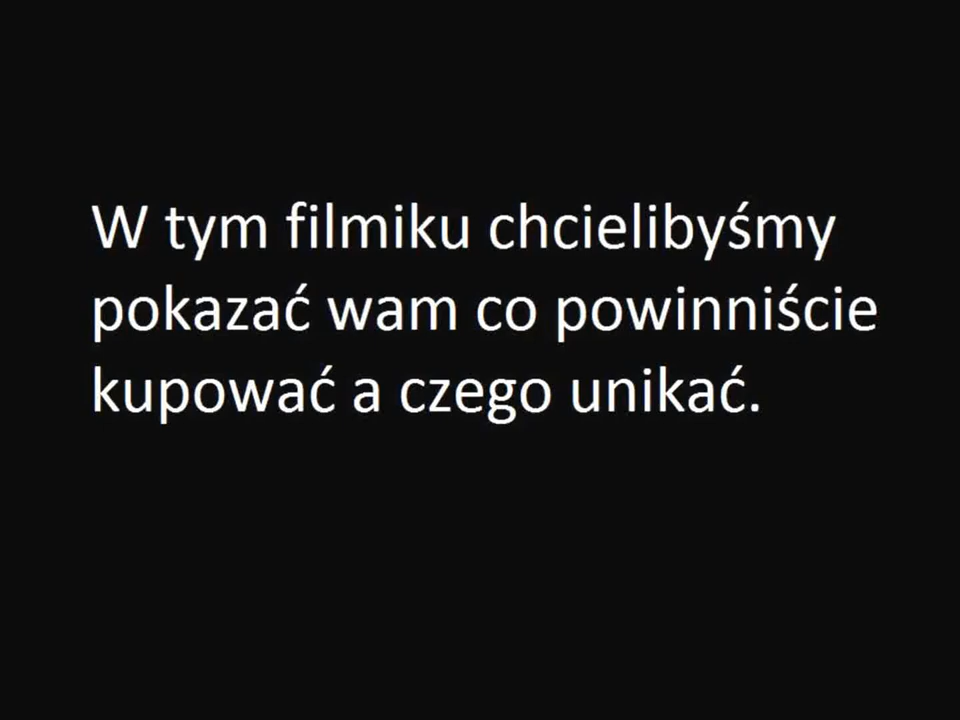 W tym filmiku chcielibyśmy
pokazać wam co powinniście
kupować a czego unikać.